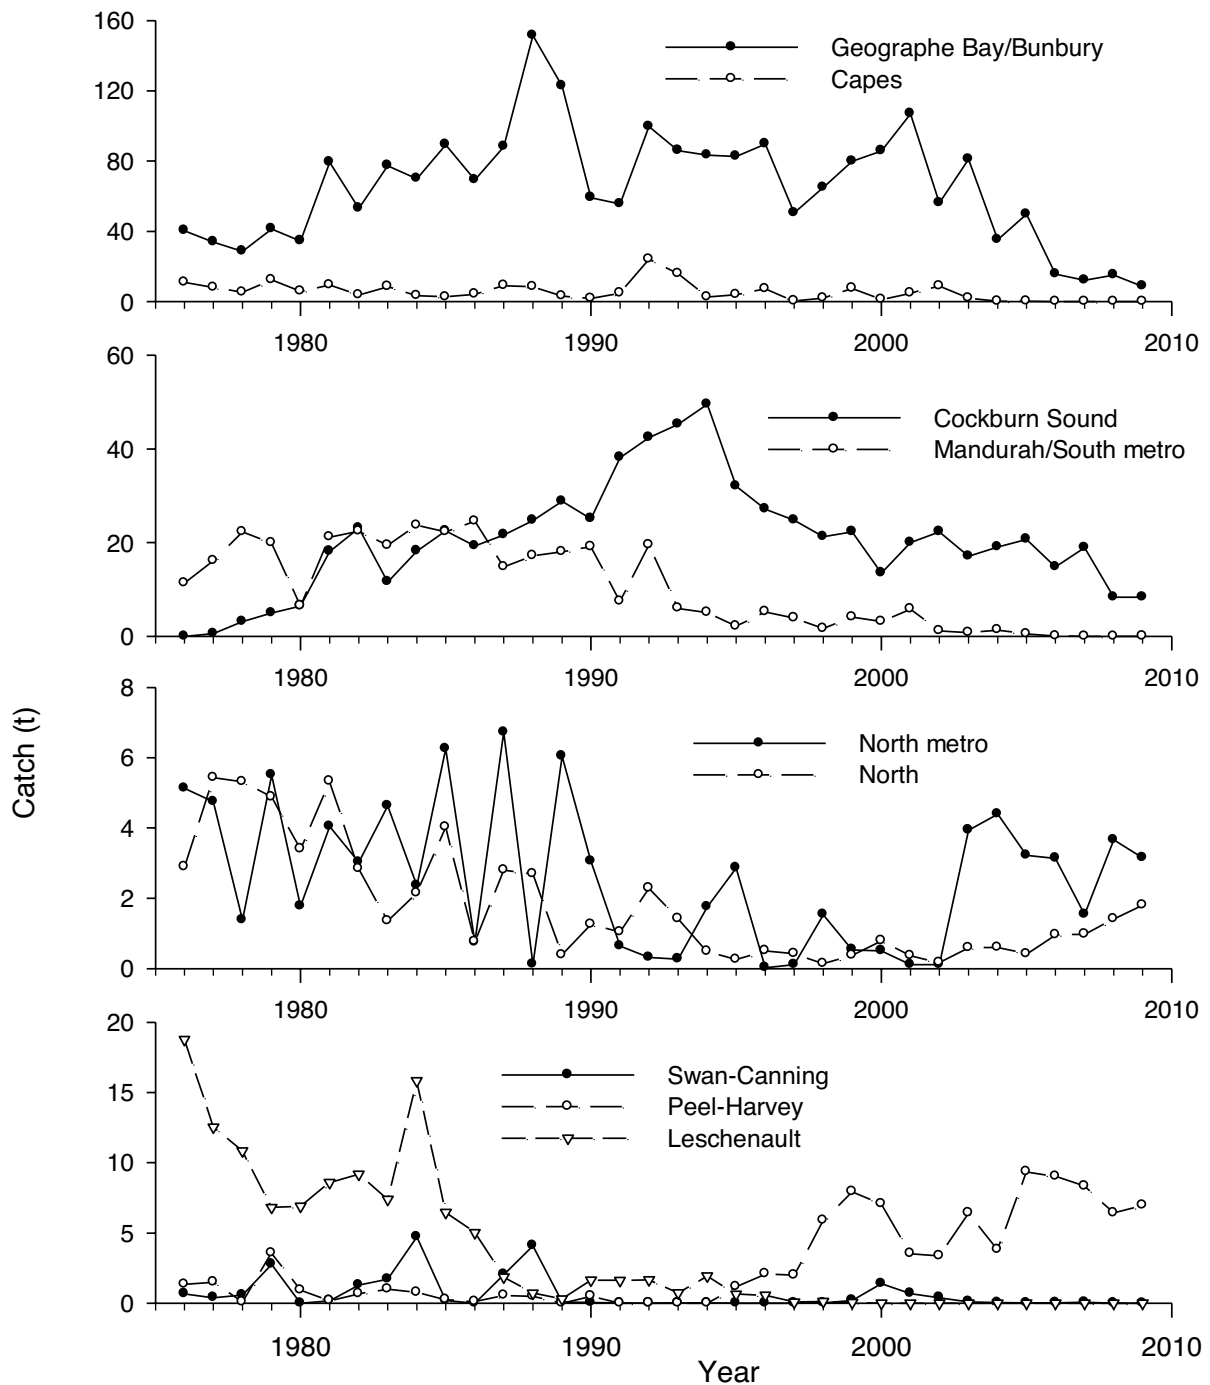 160
120
80
40
0
Geographe Bay/Bunbury
Capes
1980 1990 2000 2010
60
40
20
0
Cockburn Sound
Mandurah/South metro
1980 1990 2000 2010
Catch (t)
8
6
4
2
0
North metro
North
1980 1990 2000 2010
20
15
10
5
0
Swan-Canning
Peel-Harvey
Leschenault
1980 1990 2000 2010
Year